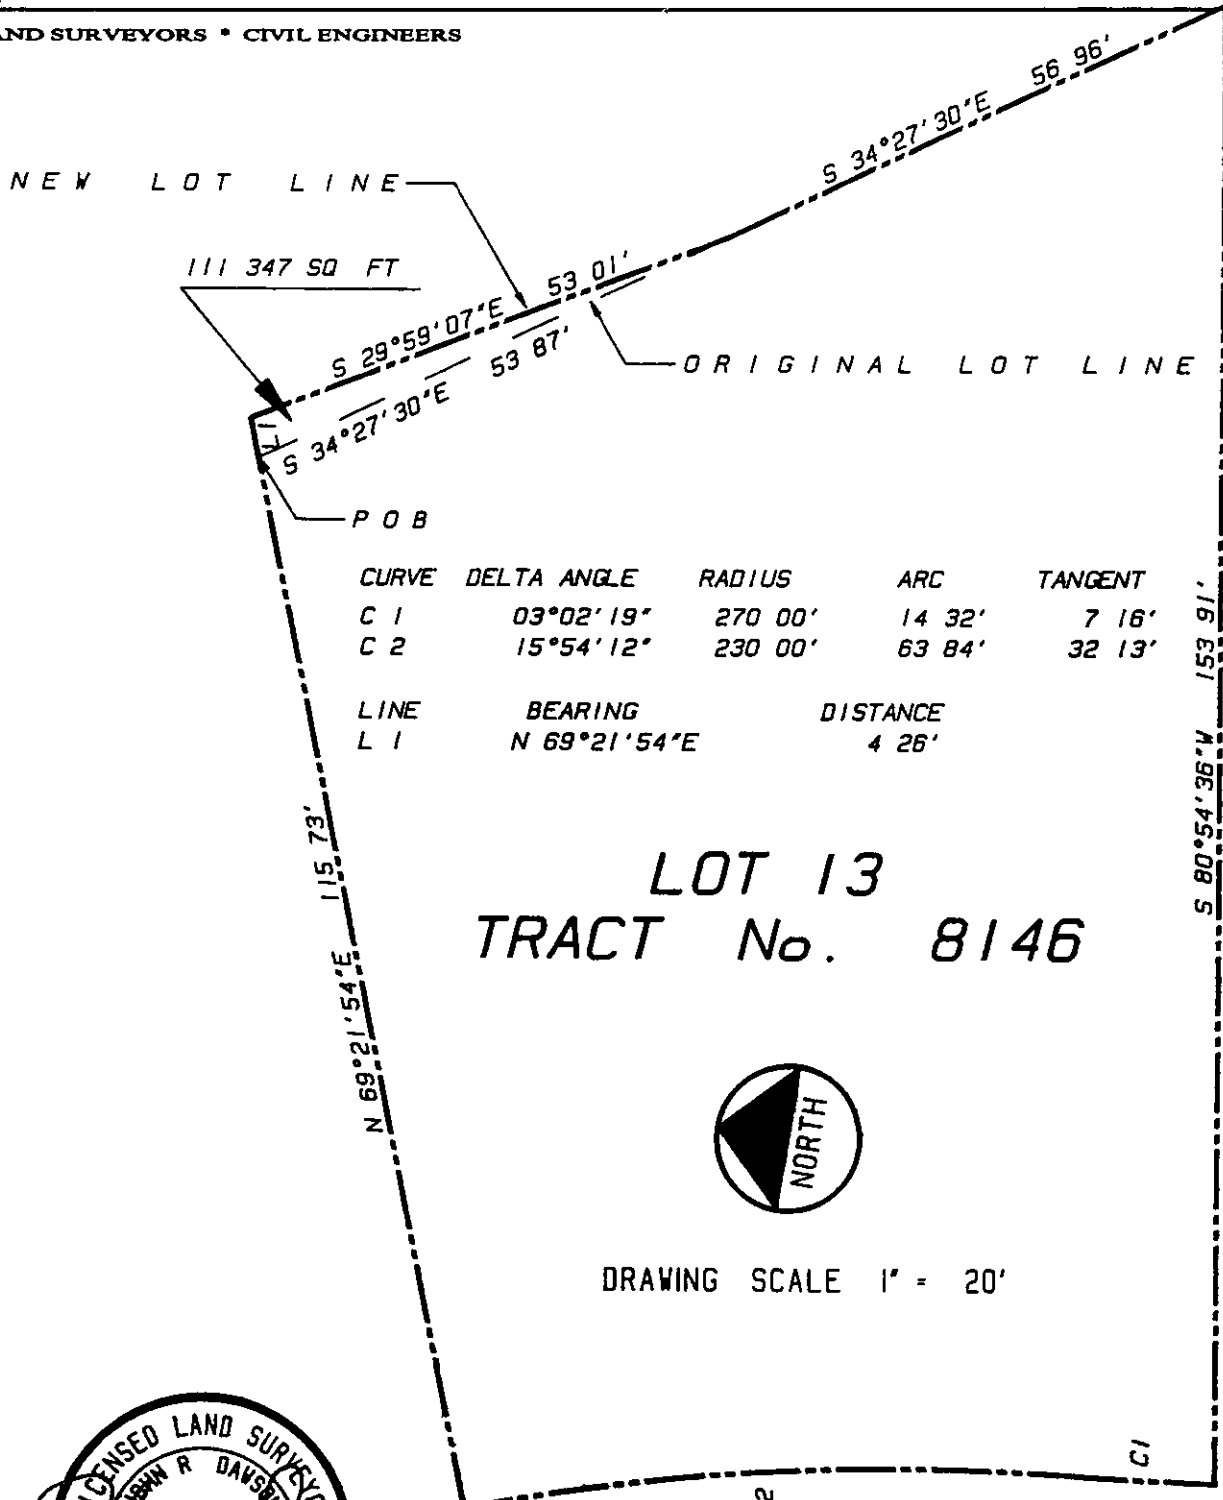 AND SURVEYORS * CIVIL ENGINEERS
56 96'
S 34°27'30"E
NEW LOT LINE
111 347 SQ FT
53 01'
S 29°59'07"E
53 87'
S 34°27'30"E
ORIGINAL LOT LINE
L1
POB
CURVE DELTA ANGLE RADIUS ARC TANGENT
C 1 03°02'19" 270 00' 14 32' 7 16'
C 2 15°54'12" 230 00' 63 84' 32 13'
LINE BEARING DISTANCE
L 1 N 69°21'54"E 4 26'
S 80°54'36"W 153 91'
N 69°21'54"E 115 73'
LOT 13
TRACT No. 8146
NORTH
DRAWING SCALE 1" = 20'
LICENSED LAND SURVEYO
JOHN R DAWSO
C1
2